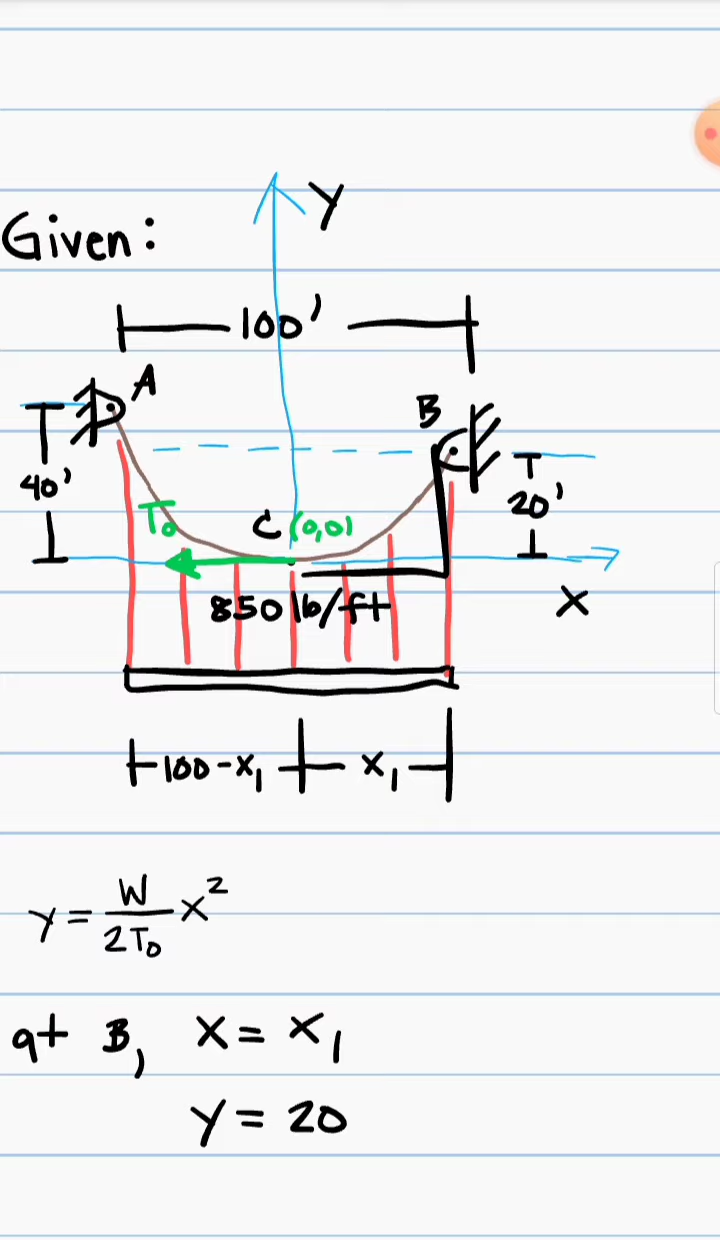 Y
Given:
100'
A
B
40'
20'
T₀
C (0,0)
850 lb/ft
X
100-x₁
x₁
y = W/2T₀ x²
at B, x = x₁
y = 20